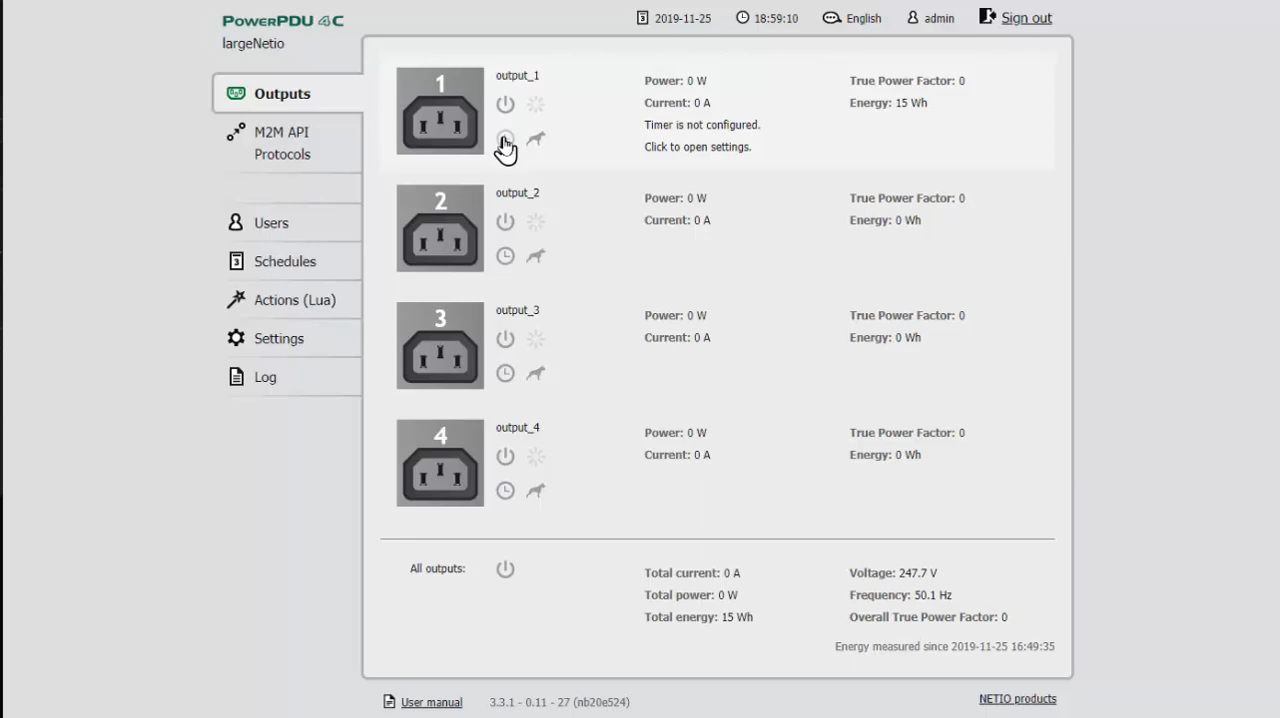 POWERPDU 4C
largeNetio
2019-11-25
18:59:10
English
admin
Sign out
Outputs
M2M API
Protocols
Users
3
Schedules
Actions (Lua)
Settings
Log
1
output_1
Power: 0 W
Current: 0 A
Timer is not configured.
Click to open settings.
True Power Factor: 0
Energy: 15 Wh
2
output_2
Power: 0 W
Current: 0 A
True Power Factor: 0
Energy: 0 Wh
3
output_3
Power: 0 W
Current: 0 A
True Power Factor: 0
Energy: 0 Wh
4
output_4
Power: 0 W
Current: 0 A
True Power Factor: 0
Energy: 0 Wh
All outputs:
Total current: 0 A
Total power: 0 W
Total energy: 15 Wh
Voltage: 247.7 V
Frequency: 50.1 Hz
Overall True Power Factor: 0
Energy measured since 2019-11-25 16:49:35
User manual
3.3.1 - 0.11 - 27 (nb20e524)
NETIO products